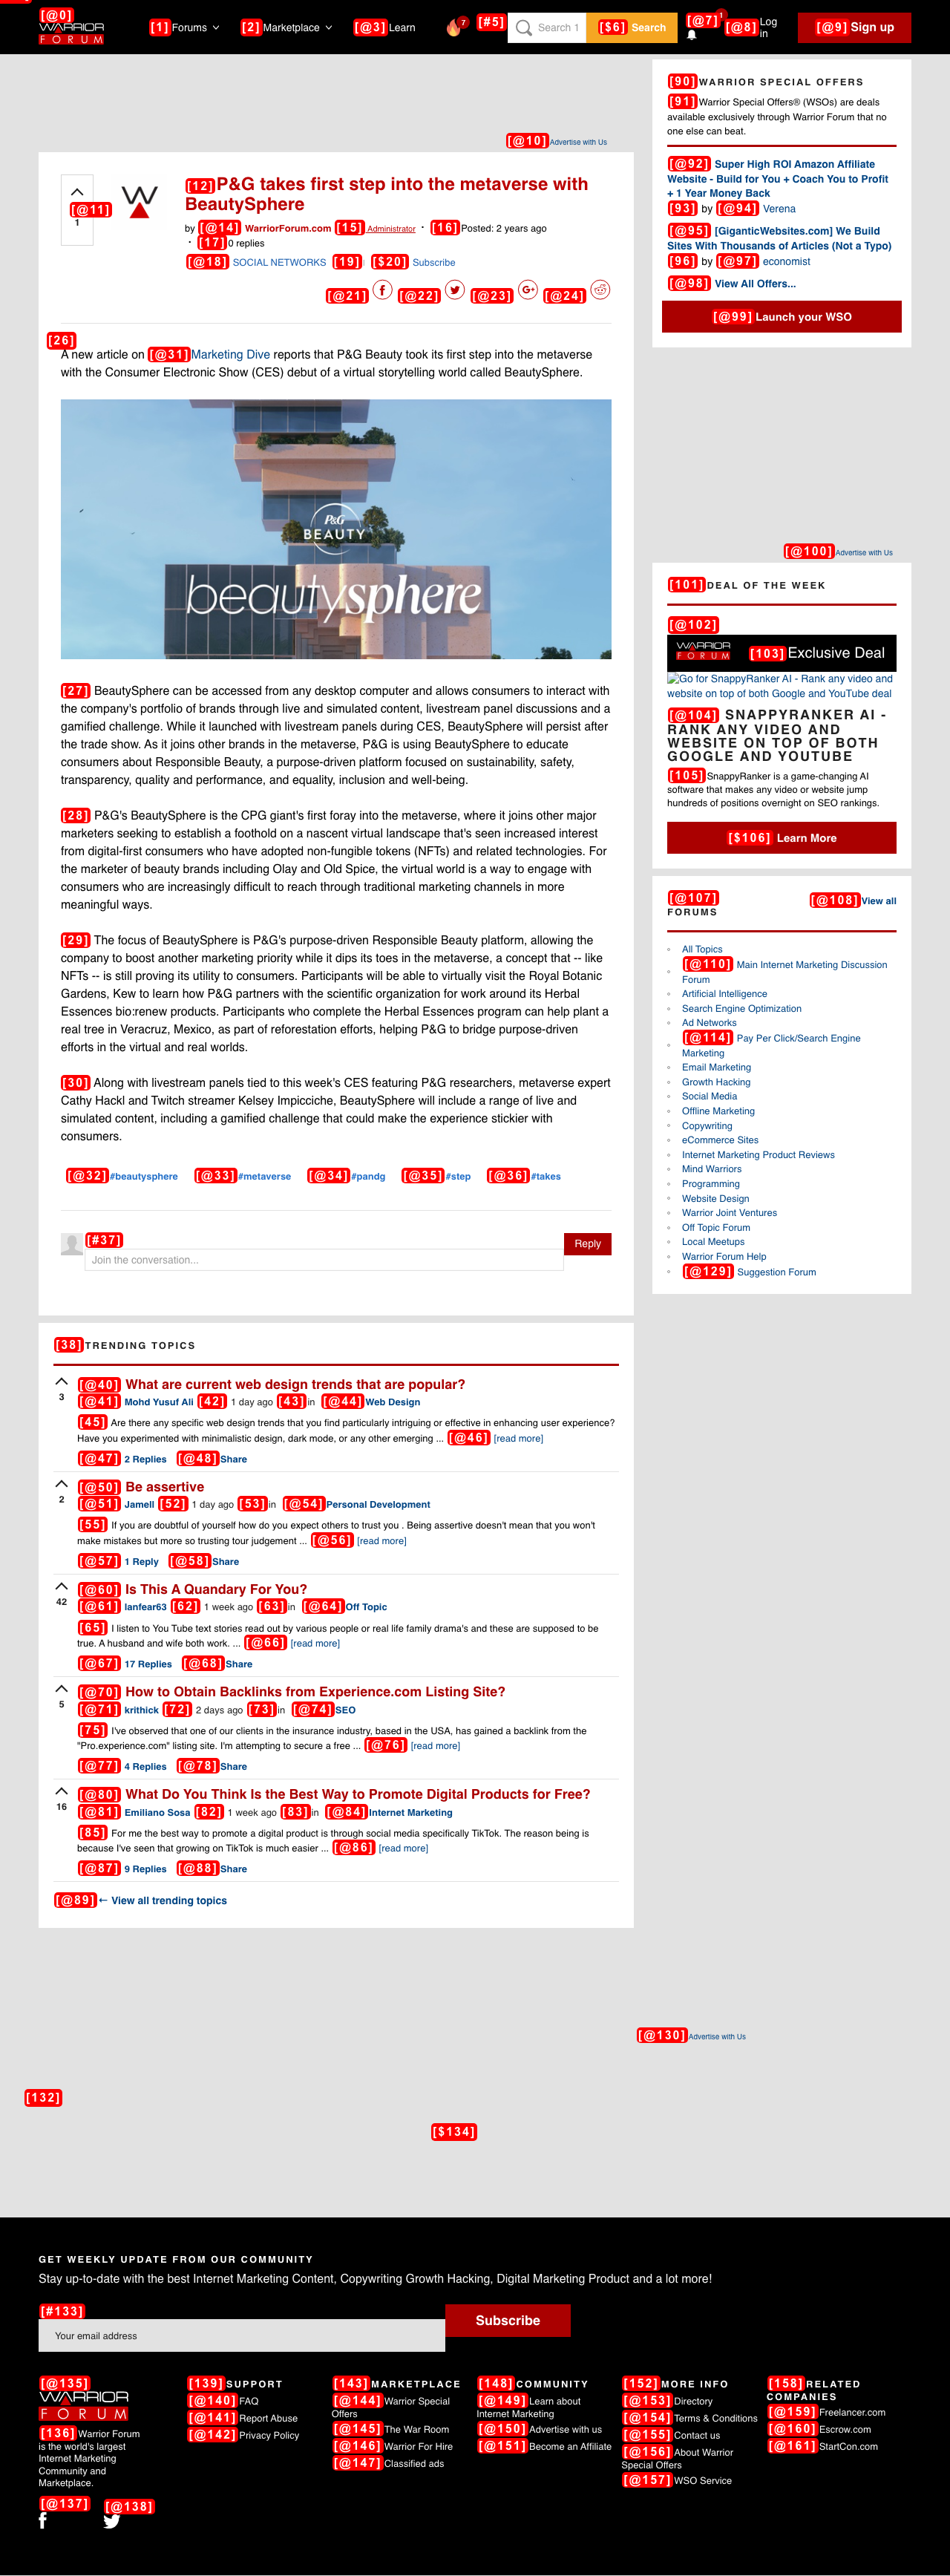 [@0]
WARRIOR
FORUM
[1] Forums
[2] Marketplace
[@3] Learn
7
[#5]
Search 1
[$6] Search
[@7] 1
[@8] Log in
[@9] Sign up
[@10] Advertise with Us
[@11]
1
[12] P&G takes first step into the metaverse with
BeautySphere
by [@14] WarriorForum.com [15] Administrator · [16] Posted: 2 years ago
· [17] 0 replies
[@18] SOCIAL NETWORKS [19] [$20] Subscribe
[@21] [@22] [@23] [@24]
[26]
A new article on [@31] Marketing Dive reports that P&G Beauty took its first step into the metaverse
with the Consumer Electronic Show (CES) debut of a virtual storytelling world called BeautySphere.
P&G
BEAUTY
beautysphere
[27] BeautySphere can be accessed from any desktop computer and allows consumers to interact with
the company's portfolio of brands through live and simulated content, livestream panel discussions and a
gamified challenge. While it launched with livestream panels during CES, BeautySphere will persist after
the trade show. As it joins other brands in the metaverse, P&G is using BeautySphere to educate
consumers about Responsible Beauty, a purpose-driven platform focused on sustainability, safety,
transparency, quality and performance, and equality, inclusion and well-being.
[28] P&G's BeautySphere is the CPG giant's first foray into the metaverse, where it joins other major
marketers seeking to establish a foothold on a nascent virtual landscape that's seen increased interest
from digital-first consumers who have adopted non-fungible tokens (NFTs) and related technologies. For
the marketer of beauty brands including Olay and Old Spice, the virtual world is a way to engage with
consumers who are increasingly difficult to reach through traditional marketing channels in more
meaningful ways.
[29] The focus of BeautySphere is P&G's purpose-driven Responsible Beauty platform, allowing the
company to boost another marketing priority while it dips its toes in the metaverse, a concept that -- like
NFTs -- is still proving its utility to consumers. Participants will be able to virtually visit the Royal Botanic
Gardens, Kew to learn how P&G partners with the scientific organization for work around its Herbal
Essences bio:renew products. Participants who complete the Herbal Essences program can help plant a
real tree in Veracruz, Mexico, as part of reforestation efforts, helping P&G to bridge purpose-driven
efforts in the virtual and real worlds.
[30] Along with livestream panels tied to this week's CES featuring P&G researchers, metaverse expert
Cathy Hackl and Twitch streamer Kelsey Impicciche, BeautySphere will include a range of live and
simulated content, including a gamified challenge that could make the experience stickier with
consumers.
[@32] #beautysphere [@33] #metaverse [@34] #pandg [@35] #step [@36] #takes
[#37]
Join the conversation...
Reply
[38] TRENDING TOPICS
3
[@40] What are current web design trends that are popular?
[@41] Mohd Yusuf Ali [42] 1 day ago [43] in [@44] Web Design
[45] Are there any specific web design trends that you find particularly intriguing or effective in enhancing user experience?
Have you experimented with minimalistic design, dark mode, or any other emerging ... [@46] [read more]
[@47] 2 Replies [@48] Share
2
[@50] Be assertive
[@51] Jamell [52] 1 day ago [53] in [@54] Personal Development
[55] If you are doubtful of yourself how do you expect others to trust you . Being assertive doesn't mean that you won't
make mistakes but more so trusting tour judgement ... [@56] [read more]
[@57] 1 Reply [@58] Share
42
[@60] Is This A Quandary For You?
[@61] lanfear63 [62] 1 week ago [63] in [@64] Off Topic
[65] I listen to You Tube text stories read out by various people or real life family drama's and these are supposed to be
true. A husband and wife both work. ... [@66] [read more]
[@67] 17 Replies [@68] Share
5
[@70] How to Obtain Backlinks from Experience.com Listing Site?
[@71] krithick [72] 2 days ago [73] in [@74] SEO
[75] I've observed that one of our clients in the insurance industry, based in the USA, has gained a backlink from the
"Pro.experience.com" listing site. I'm attempting to secure a free ... [@76] [read more]
[@77] 4 Replies [@78] Share
16
[@80] What Do You Think Is the Best Way to Promote Digital Products for Free?
[@81] Emiliano Sosa [82] 1 week ago [83] in [@84] Internet Marketing
[85] For me the best way to promote a digital product is through social media specifically TikTok. The reason being is
because I've seen that growing on TikTok is much easier ... [@86] [read more]
[@87] 9 Replies [@88] Share
[@89] ← View all trending topics
[90] WARRIOR SPECIAL OFFERS
[91] Warrior Special Offers® (WSOs) are deals
available exclusively through Warrior Forum that no
one else can beat.
[@92] Super High ROI Amazon Affiliate
Website - Build for You + Coach You to Profit
+ 1 Year Money Back
[93] by [@94] Verena
[@95] [GiganticWebsites.com] We Build
Sites With Thousands of Articles (Not a Typo)
[96] by [@97] economist
[@98] View All Offers...
[@99] Launch your WSO
[@100] Advertise with Us
[101] DEAL OF THE WEEK
[@102]
WARRIOR
FORUM
[103] Exclusive Deal
Go for SnappyRanker AI - Rank any video and
website on top of both Google and YouTube deal
[@104] SNAPPYRANKER AI -
RANK ANY VIDEO AND
WEBSITE ON TOP OF BOTH
GOOGLE AND YOUTUBE
[@105] SnappyRanker is a game-changing AI
software that makes any video or website jump
hundreds of positions overnight on SEO rankings.
[$106] Learn More
[@107]
FORUMS
[@108] View all
All Topics
[@110] Main Internet Marketing Discussion
Forum
Artificial Intelligence
Search Engine Optimization
Ad Networks
[@114] Pay Per Click/Search Engine
Marketing
Email Marketing
Growth Hacking
Social Media
Offline Marketing
Copywriting
eCommerce Sites
Internet Marketing Product Reviews
Mind Warriors
Programming
Website Design
Warrior Joint Ventures
Off Topic Forum
Local Meetups
Warrior Forum Help
[@129] Suggestion Forum
[@130] Advertise with Us
[132]
[$134]
GET WEEKLY UPDATE FROM OUR COMMUNITY
Stay up-to-date with the best Internet Marketing Content, Copywriting Growth Hacking, Digital Marketing Product and a lot more!
[#133]
Your email address
Subscribe
[@135]
WARRIOR
FORUM
[136] Warrior Forum
is the world's largest
Internet Marketing
Community and
Marketplace.
[@137] [@138]
[139] SUPPORT
[@140] FAQ
[@141] Report Abuse
[@142] Privacy Policy
[143] MARKETPLACE
[@144] Warrior Special
Offers
[@145] The War Room
[@146] Warrior For Hire
[@147] Classified ads
[148] COMMUNITY
[@149] Learn about
Internet Marketing
[@150] Advertise with us
[@151] Become an Affiliate
[152] MORE INFO
[@153] Directory
[@154] Terms & Conditions
[@155] Contact us
[@156] About Warrior
Special Offers
[@157] WSO Service
[158] RELATED
COMPANIES
[@159] Freelancer.com
[@160] Escrow.com
[@161] StartCon.com